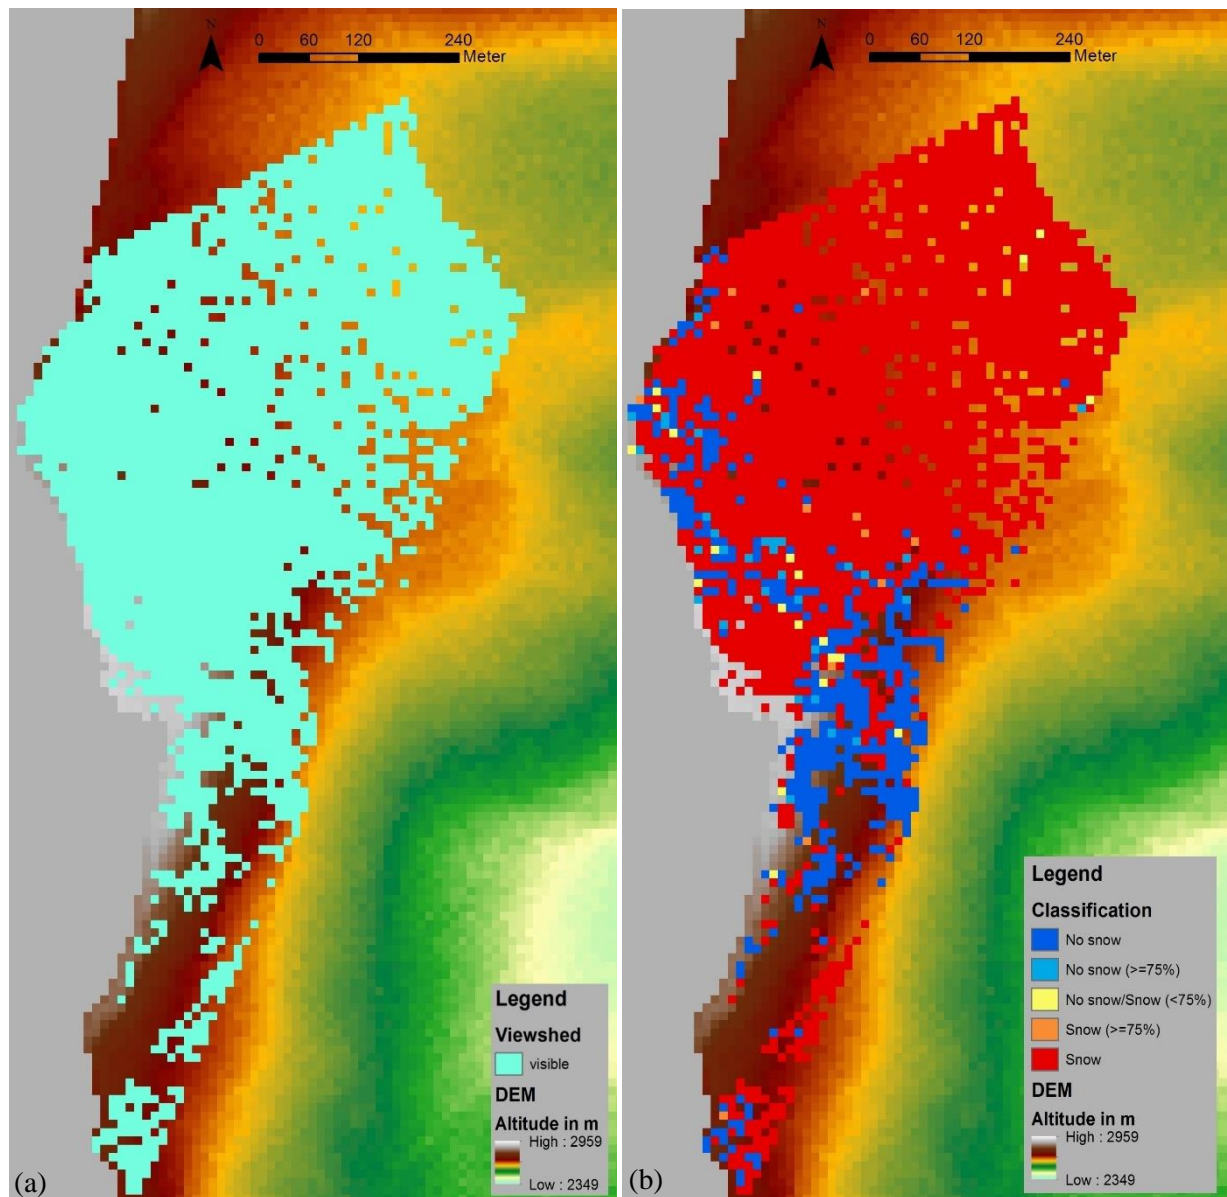 N
0 60 120 240
Meter
Legend
Viewshed
visible
DEM
Altitude in m
High : 2959
Low : 2349
(a)
N
0 60 120 240
Meter
Legend
Classification
No snow
No snow (>=75%)
No snow/Snow (<75%)
Snow (>=75%)
Snow
DEM
Altitude in m
High : 2959
Low : 2349
(b)